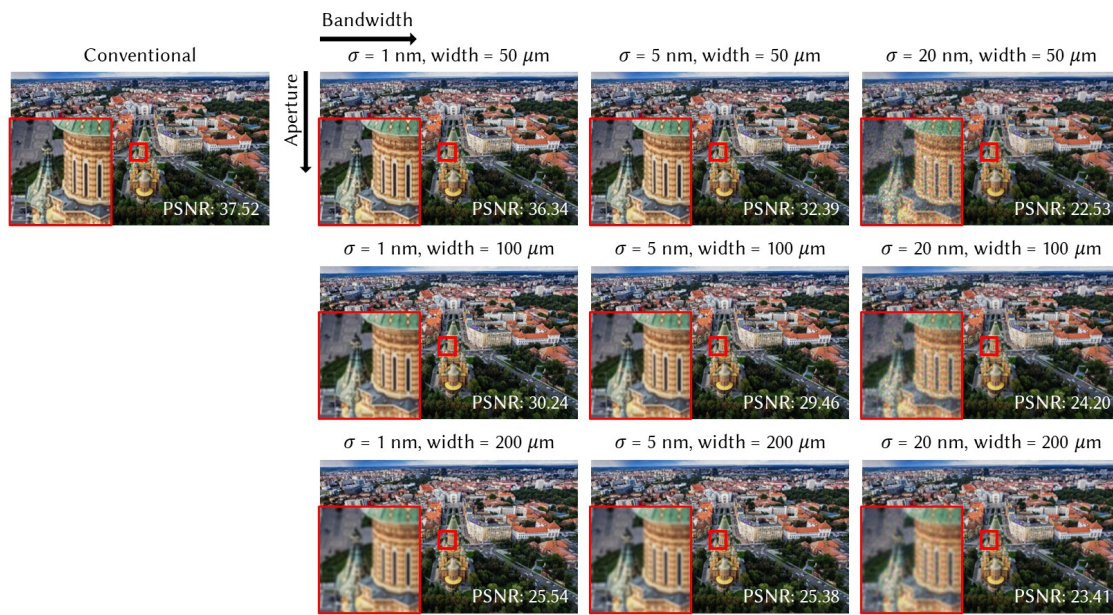 Bandwidth
Aperture
Conventional
σ = 1 nm, width = 50 μm
σ = 5 nm, width = 50 μm
σ = 20 nm, width = 50 μm
PSNR: 37.52
PSNR: 36.34
PSNR: 32.39
PSNR: 22.53
σ = 1 nm, width = 100 μm
σ = 5 nm, width = 100 μm
σ = 20 nm, width = 100 μm
PSNR: 30.24
PSNR: 29.46
PSNR: 24.20
σ = 1 nm, width = 200 μm
σ = 5 nm, width = 200 μm
σ = 20 nm, width = 200 μm
PSNR: 25.54
PSNR: 25.38
PSNR: 23.41